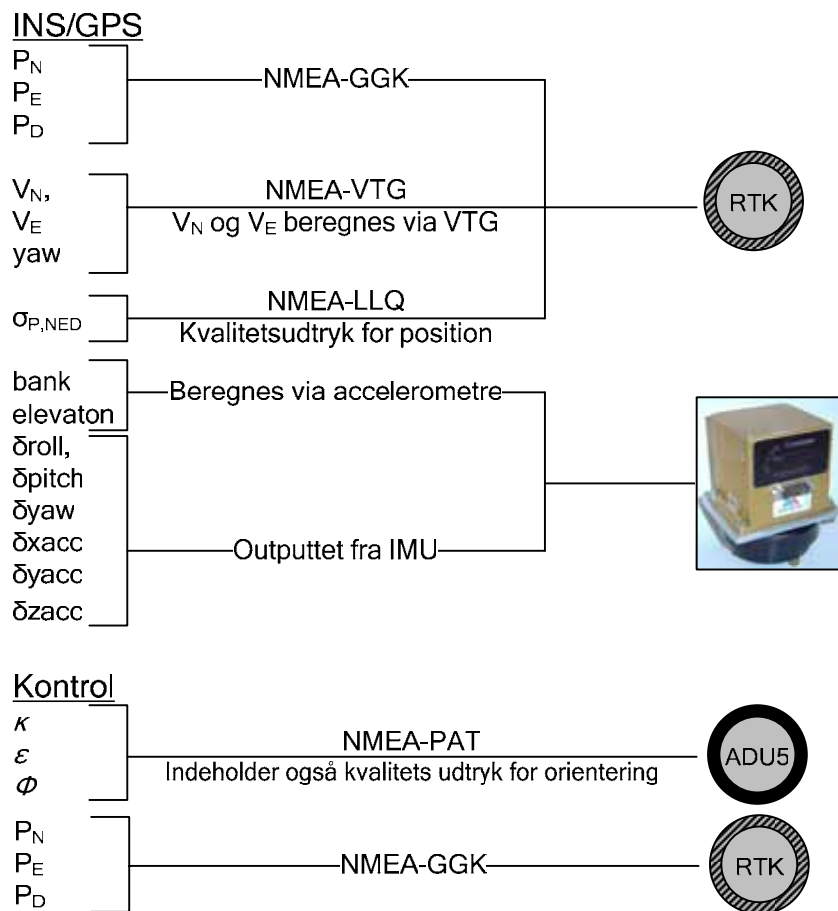 INS/GPS
P_N
P_E
P_D
NMEA-GGK
V_N,
V_E
yaw
NMEA-VTG
V_N og V_E beregnes via VTG
RTK
σ_P,NED
NMEA-LLQ
Kvalitetsudtryk for position
bank
elevaton
Beregnes via accelerometre
δroll,
δpitch
δyaw
δxacc
δyacc
δzacc
Outputtet fra IMU
Kontrol
κ
ε
Φ
NMEA-PAT
Indeholder også kvalitets udtryk for orientering
ADU5
P_N
P_E
P_D
NMEA-GGK
RTK